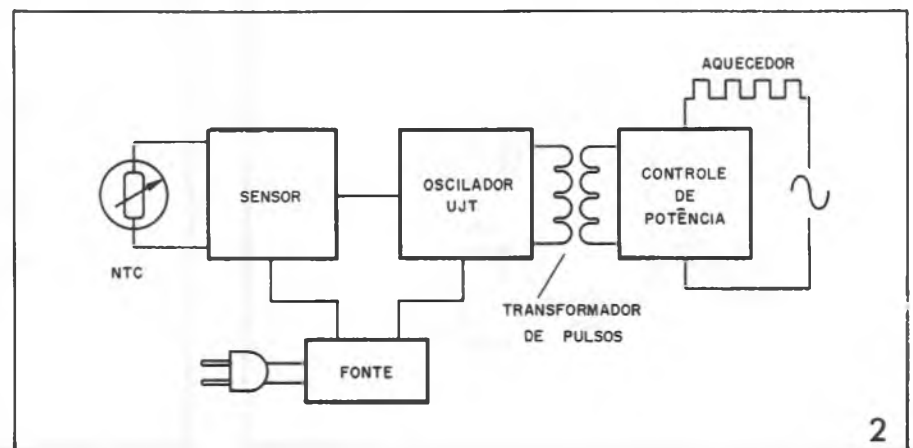 AQUECEDOR
SENSOR
OSCILADOR
UJT
CONTROLE
DE
POTÊNCIA
NTC
TRANSFORMADOR
DE PULSOS
FONTE
2